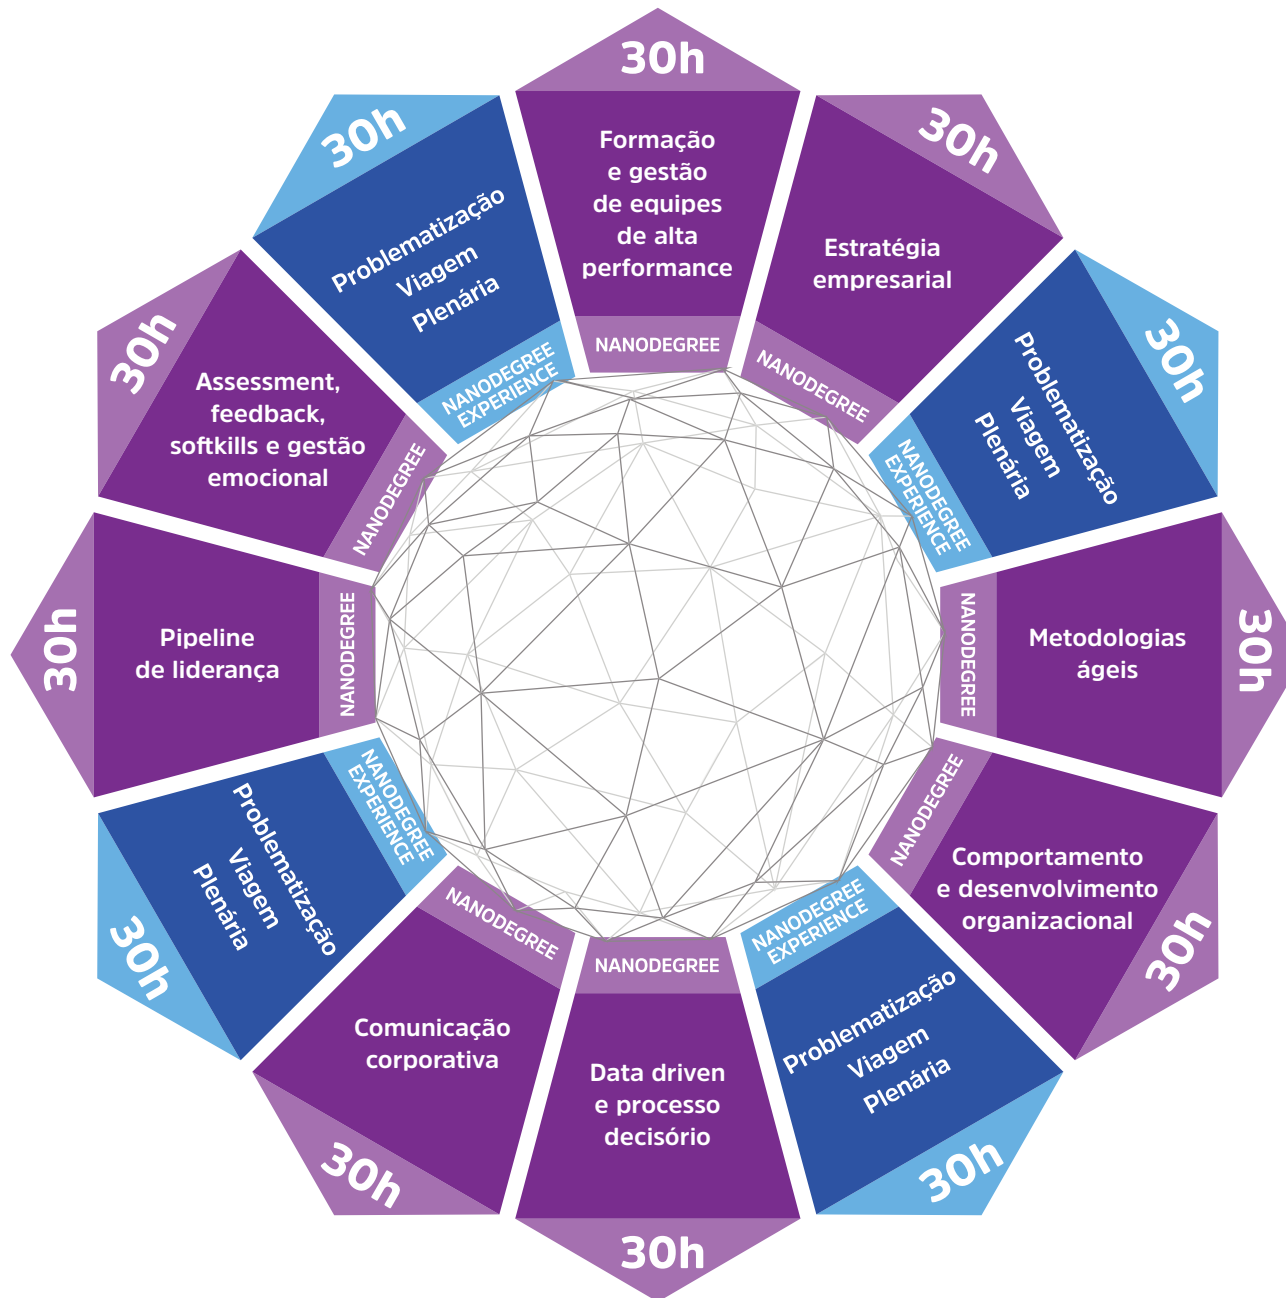 30h
Formação
e gestão
de equipes
de alta
performance
NANODEGREE
30h
Estratégia
empresarial
NANODEGREE
30h
Problematização
Viagem
Plenária
NANODEGREE
EXPERIENCE
30h
Metodologias
ágeis
NANODEGREE
30h
Comportamento
e desenvolvimento
organizacional
NANODEGREE
30h
Problematização
Viagem
Plenária
NANODEGREE
EXPERIENCE
30h
Data driven
e processo
decisório
NANODEGREE
30h
Comunicação
corporativa
NANODEGREE
30h
Problematização
Viagem
Plenária
NANODEGREE
EXPERIENCE
30h
Pipeline
de liderança
NANODEGREE
30h
Assessment,
feedback,
softkills e gestão
emocional
NANODEGREE
30h
Problematização
Viagem
Plenária
NANODEGREE
EXPERIENCE